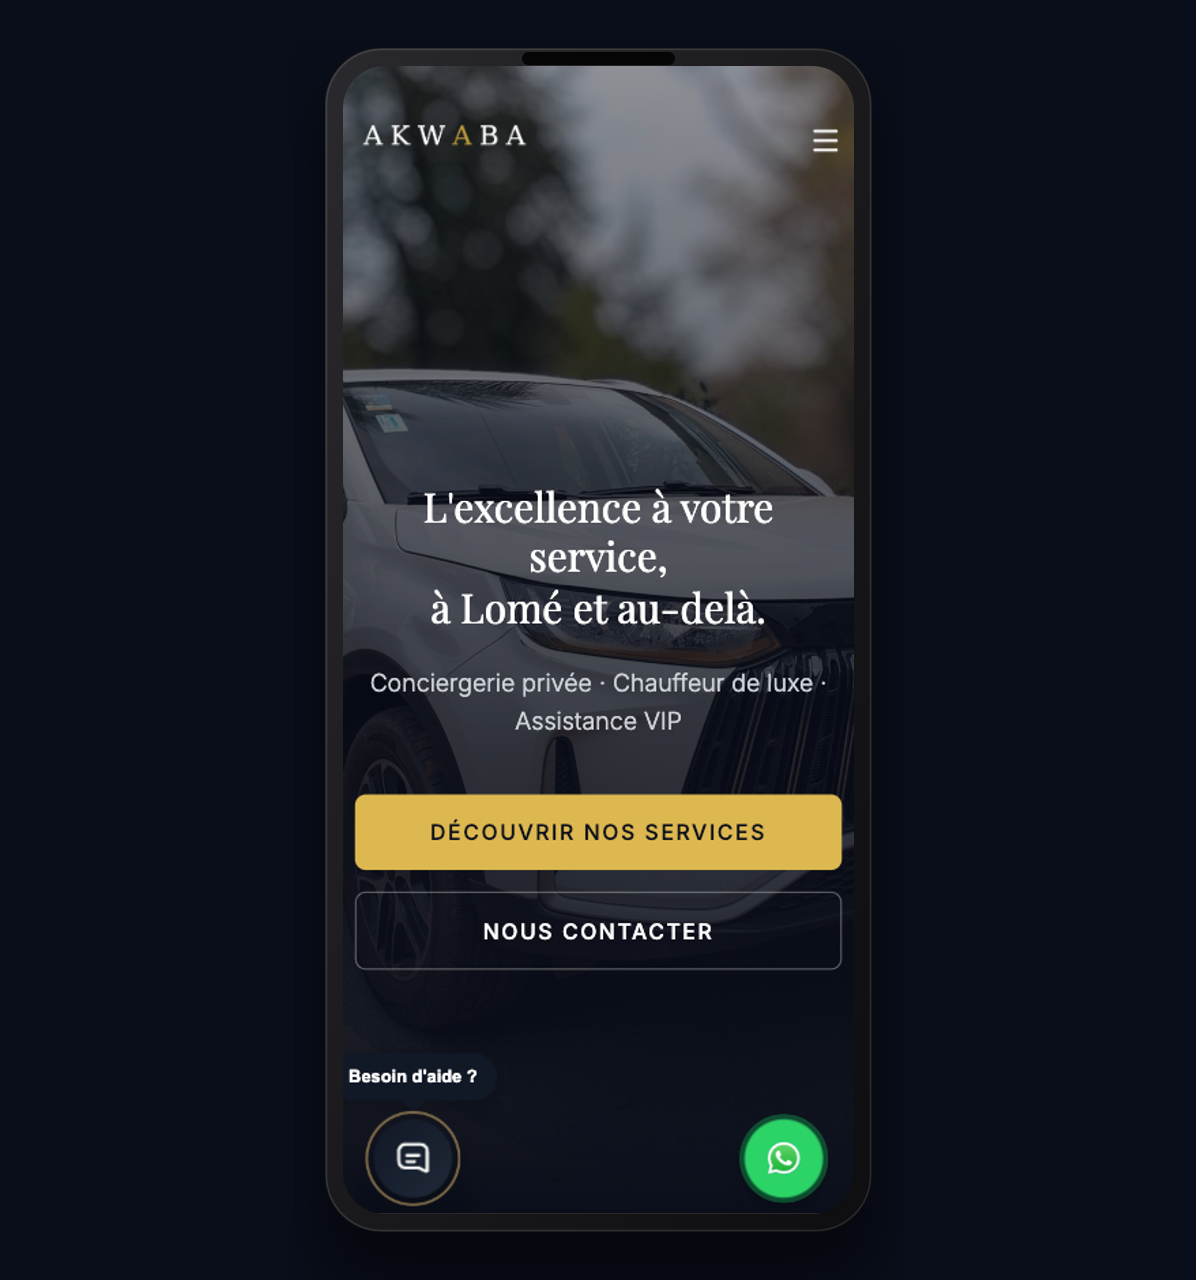 AKWABA
L'excellence à votre
service,
à Lomé et au-delà.
Conciergerie privée · Chauffeur de luxe ·
Assistance VIP
DÉCOUVRIR NOS SERVICES
NOUS CONTACTER
Besoin d'aide ?